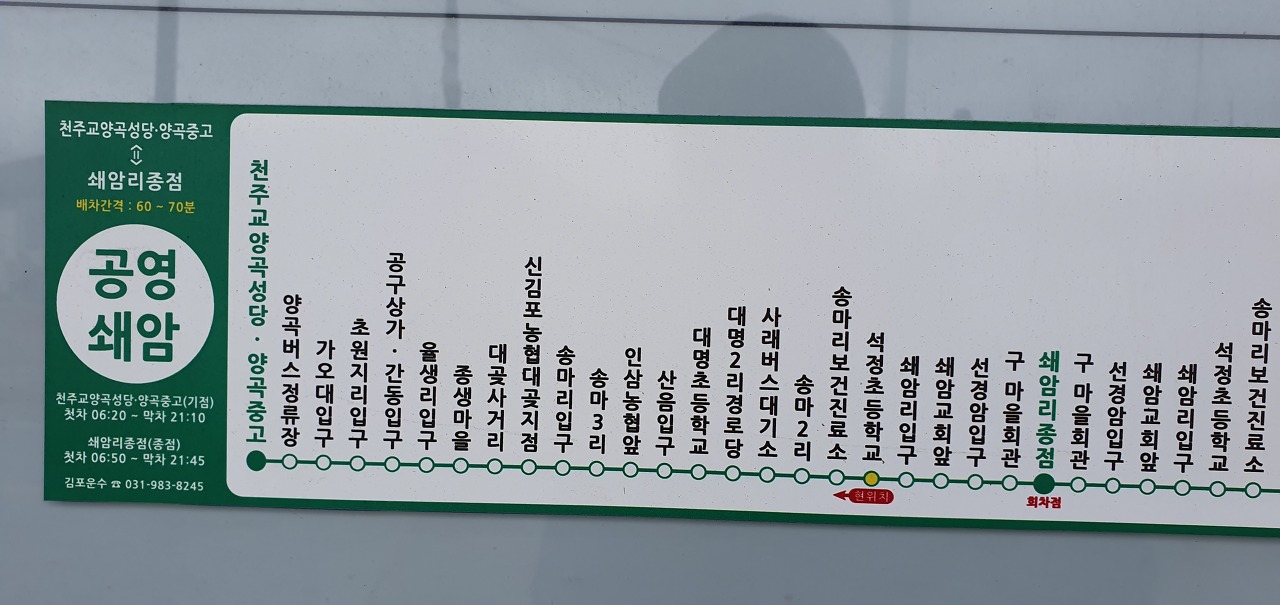 천주교양곡성당·양곡중고
⇕
쇄암리종점
배차간격 : 60 ~ 70분
공영
쇄암
천주교양곡성당·양곡중고(기점)
첫차 06:20 ~ 막차 21:10
쇄암리종점(종점)
첫차 06:50 ~ 막차 21:45
김포운수 ☎ 031-983-8245
천주교양곡성당·양곡중고
양곡버스정류장
가오대입구
초원지리입구
공구상가·간동입구
율생리입구
종생마을
대곶사거리
신김포농협대곶지점
송마리입구
송마3리
인삼농협앞
산음입구
대명초등학교
대명2리경로당
사래버스대기소
송마2리
송마리보건진료소
석정초등학교
쇄암리입구
쇄암교회앞
선경암입구
구 마을회관
쇄암리종점
구 마을회관
선경암입구
쇄암교회앞
쇄암리입구
석정초등학교
송마리보건진료소
현위치
회차점